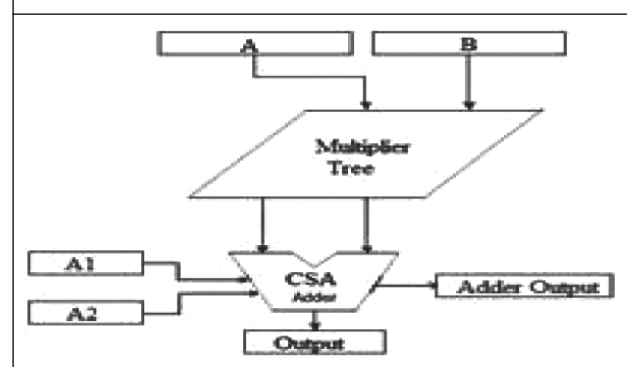 A
B
Multiplier
Tree
A1
CSA
Adder
Adder Output
A2
Output